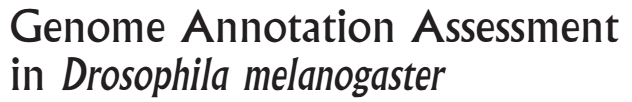 Genome Annotation Assessment
in Drosophila melanogaster